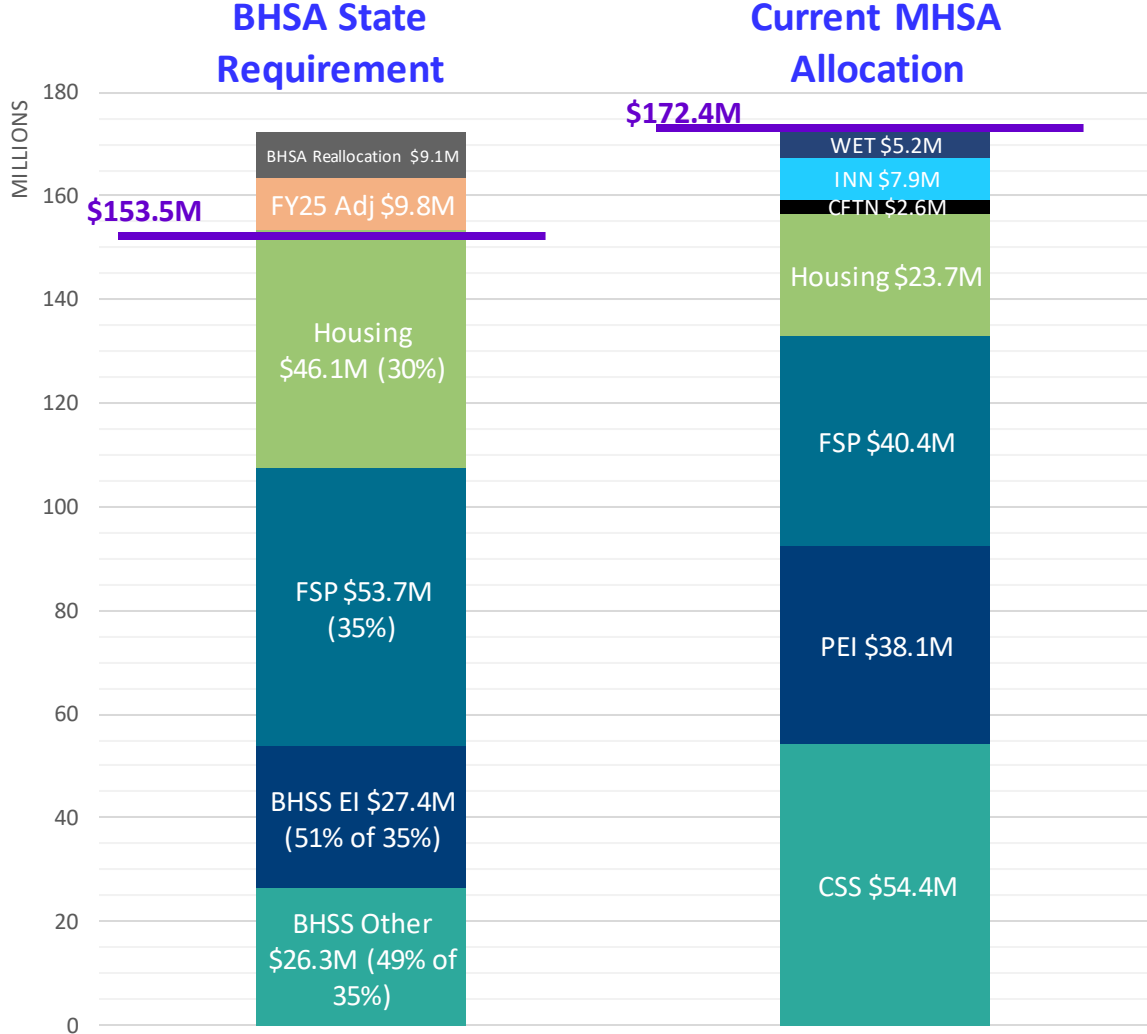 BHSA State
Requirement
Current MHSA
Allocation
MILLIONS
180
160
140
120
100
80
60
40
20
0
$153.5M
BHSA Reallocation $9.1M
FY25 Adj $9.8M
Housing
$46.1M (30%)
FSP $53.7M
(35%)
BHSS EI $27.4M
(51% of 35%)
BHSS Other
$26.3M (49% of
35%)
$172.4M
WET $5.2M
INN $7.9M
CFTN $2.6M
Housing $23.7M
FSP $40.4M
PEI $38.1M
CSS $54.4M